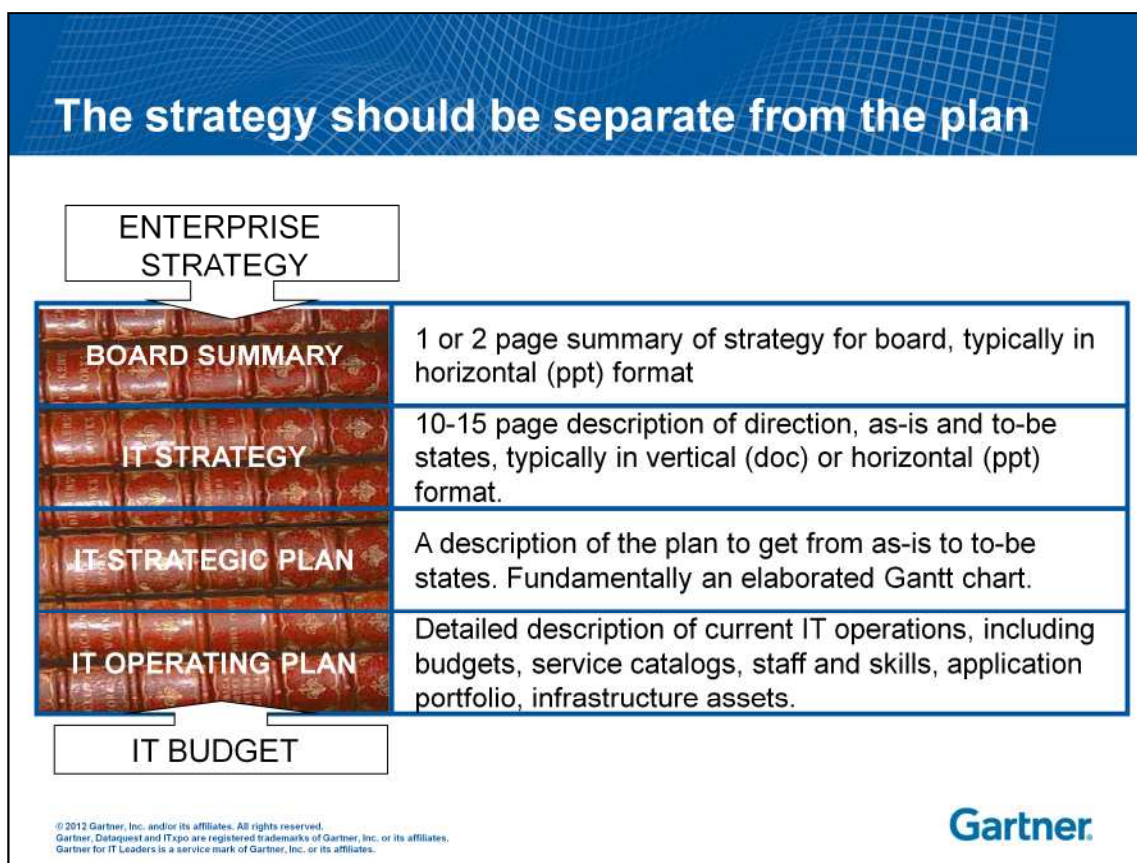 The strategy should be separate from the plan
ENTERPRISE
STRATEGY
BOARD SUMMARY
1 or 2 page summary of strategy for board, typically in
horizontal (ppt) format
IT STRATEGY
10-15 page description of direction, as-is and to-be
states, typically in vertical (doc) or horizontal (ppt)
format.
IT STRATEGIC PLAN
A description of the plan to get from as-is to to-be
states. Fundamentally an elaborated Gantt chart.
IT OPERATING PLAN
Detailed description of current IT operations, including
budgets, service catalogs, staff and skills, application
portfolio, infrastructure assets.
IT BUDGET
© 2012 Gartner, Inc. and/or its affiliates. All rights reserved.
Gartner, Dataquest and ITxpo are registered trademarks of Gartner, Inc. or its affiliates.
Gartner for IT Leaders is a service mark of Gartner, Inc. or its affiliates.
Gartner